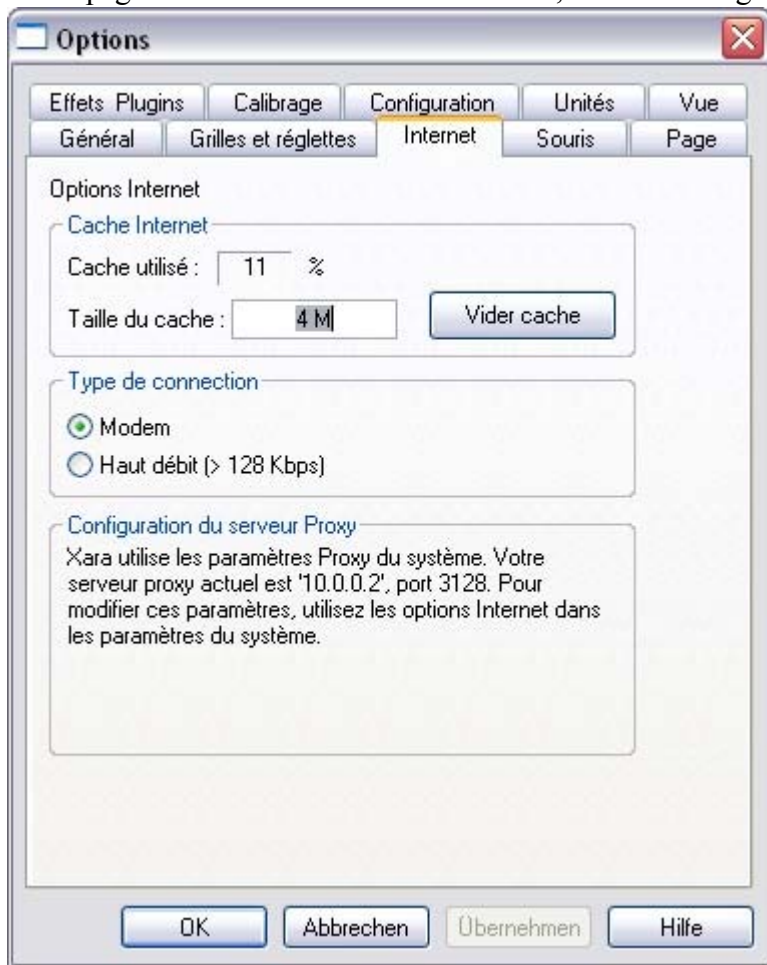 Options
Effets Plugins Calibrage Configuration Unités Vue
Général Grilles et réglettes Internet Souris Page
Options Internet
Cache Internet
Cache utilisé : 11 %
Taille du cache : 4 M Vider cache
Type de connection
Modem
Haut débit (> 128 Kbps)
Configuration du serveur Proxy
Xara utilise les paramètres Proxy du système. Votre
serveur proxy actuel est '10.0.0.2', port 3128. Pour
modifier ces paramètres, utilisez les options Internet dans
les paramètres du système.
OK Abbrechen Übernehmen Hilfe